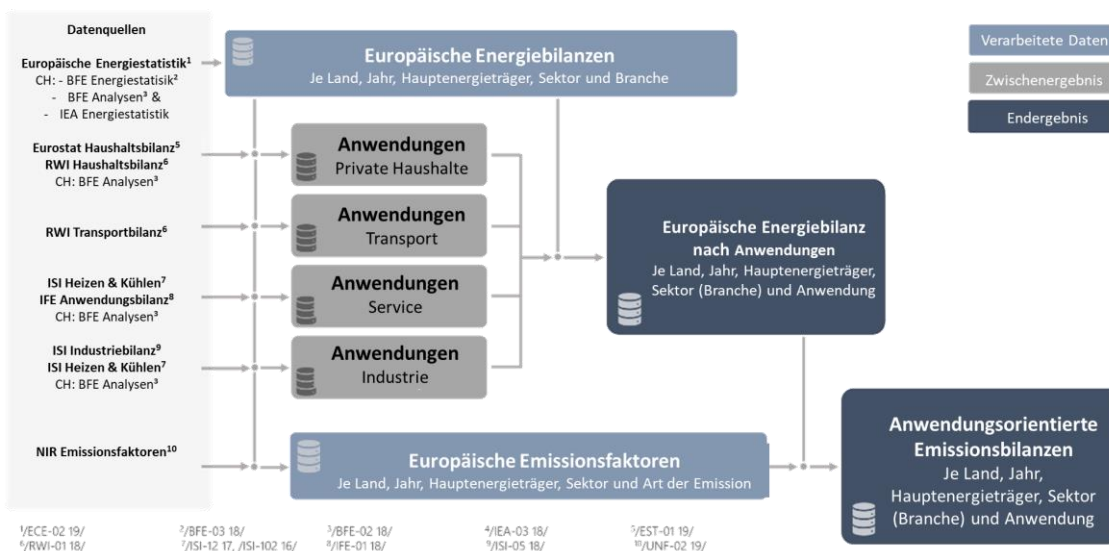 Datenquellen
Europäische Energiestatistik¹
CH: - BFE Energiestatisik²
- BFE Analysen³ &
- IEA Energiestatistik
Eurostat Haushaltsbilanz⁵
RWI Haushaltsbilanz⁶
CH: BFE Analysen³
RWI Transportbilanz⁶
ISI Heizen & Kühlen⁷
IFE Anwendungsbilanz⁸
CH: BFE Analysen³
ISI Industriebilanz⁹
ISI Heizen & Kühlen⁷
CH: BFE Analysen³
NIR Emissionsfaktoren¹⁰
Europäische Energiebilanzen
Je Land, Jahr, Hauptenergieträger, Sektor und Branche
Anwendungen
Private Haushalte
Anwendungen
Transport
Anwendungen
Service
Anwendungen
Industrie
Europäische Emissionsfaktoren
Je Land, Jahr, Hauptenergieträger, Sektor und Art der Emission
Europäische Energiebilanz
nach Anwendungen
Je Land, Jahr, Hauptenergieträger,
Sektor (Branche) und Anwendung
Verarbeitete Daten
Zwischenergebnis
Endergebnis
Anwendungsorientierte
Emissionsbilanzen
Je Land, Jahr,
Hauptenergieträger, Sektor
(Branche) und Anwendung
¹/ECE-02 19/ ²/BFE-03 18/ ³/BFE-02 18/ ⁴/IEA-03 18/ ⁵/EST-01 19/
⁶/RWI-01 18/ ⁷/ISI-12 17, /ISI-102 16/ ⁸/IFE-01 18/ ⁹/ISI-05 18/ ¹⁰/UNF-02 19/